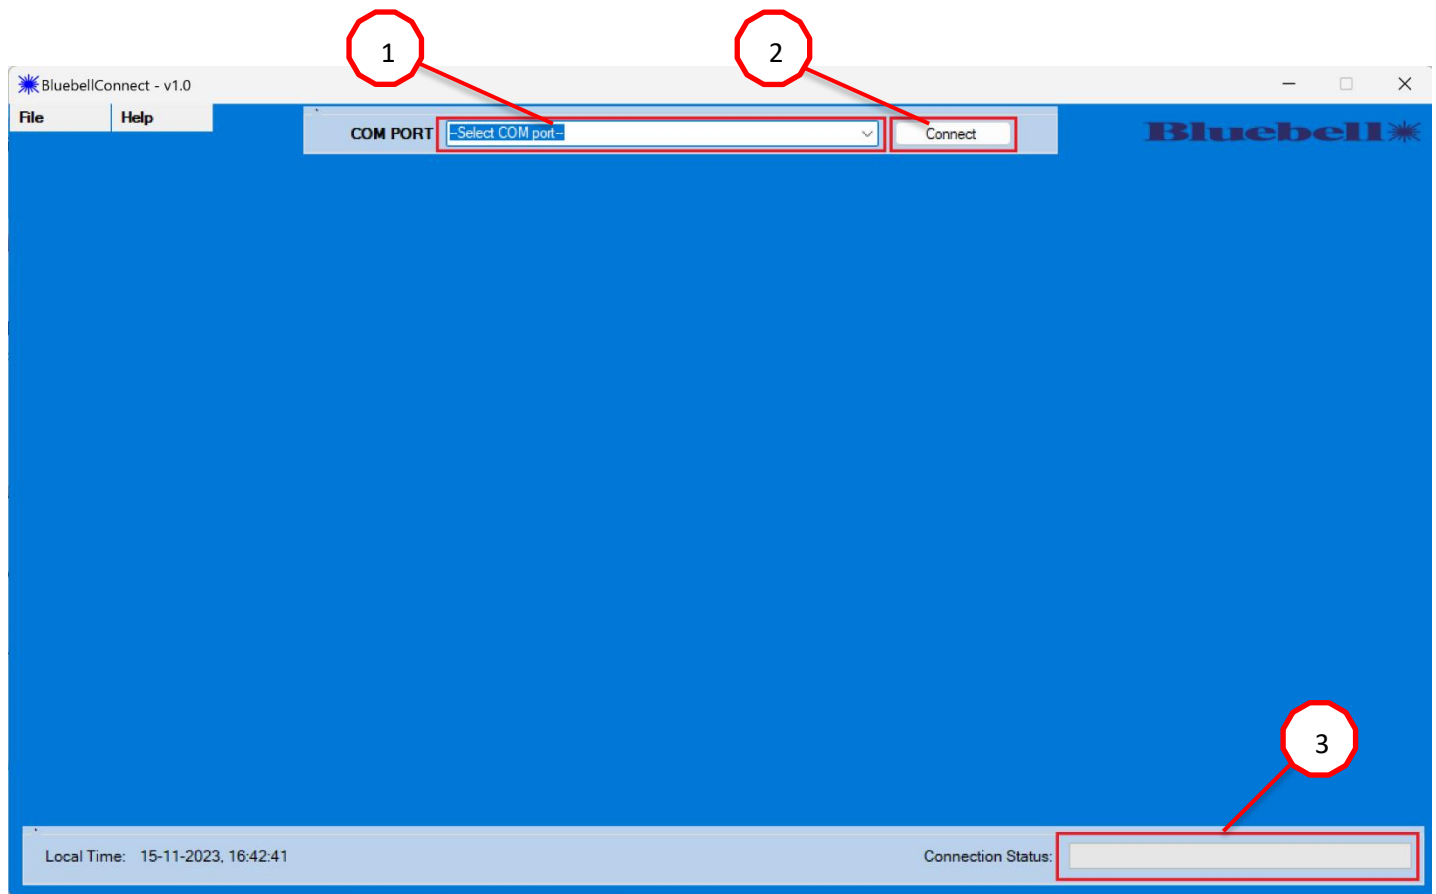 1
2
BluebellConnect - v1.0
File Help
COM PORT --Select COM port-- Connect
Bluebell
3
Local Time: 15-11-2023, 16:42:41
Connection Status: